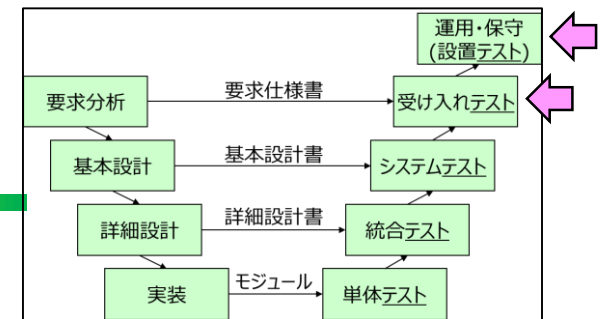 運用・保守
(設置テスト)
要求分析
要求仕様書
受け入れテスト
基本設計
基本設計書
システムテスト
詳細設計
詳細設計書
統合テスト
実装
モジュール
単体テスト